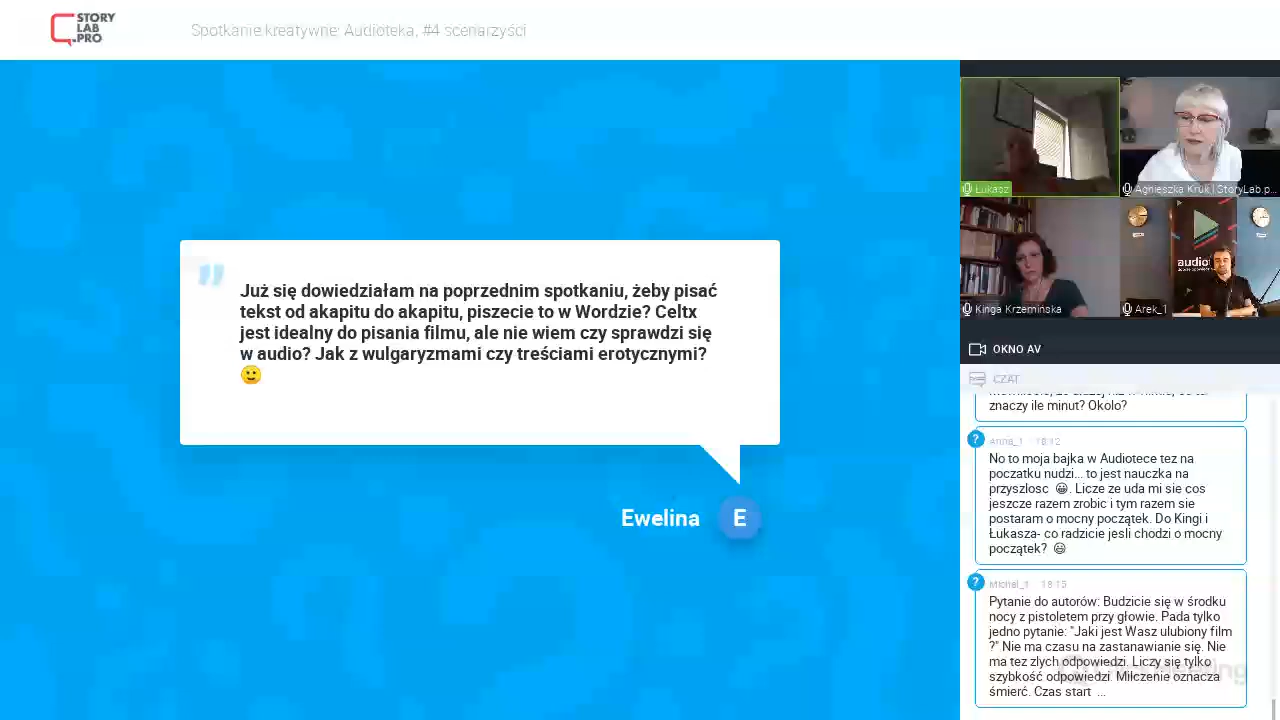 STORY
LAB
.PRO
Spotkanie kreatywne: Audioteka, #4 scenarzyści
Już się dowiedziałam na poprzednim spotkaniu, żeby pisać
tekst od akapitu do akapitu, piszecie to w Wordzie? Celtx
jest idealny do pisania filmu, ale nie wiem czy sprawdzi się
w audio? Jak z wulgaryzmami czy treściami erotycznymi?
🙂
Ewelina
E
Łukasz
Agnieszka Kruk | StoryLab.p...
Kinga Krzemińska
Arek_1
OKNO AV
CZAT
znaczy ile minut? Około?
Anna_1 18:12
No to moja bajka w Audiotece tez na
poczatku nudzi... to jest nauczka na
przyszlosc 😀. Licze ze uda mi sie cos
jeszcze razem zrobic i tym razem sie
postaram o mocny początek. Do Kingi i
Łukasza- co radzicie jesli chodzi o mocny
początek? 😃
Michal_1 18:15
Pytanie do autorów: Budzicie się w środku
nocy z pistoletem przy głowie. Pada tylko
jedno pytanie: "Jaki jest Wasz ulubiony film
?" Nie ma czasu na zastanawianie się. Nie
ma tez zlych odpowiedzi. Liczy się tylko
szybkość odpowiedzi. Milczenie oznacza
śmierć. Czas start ...